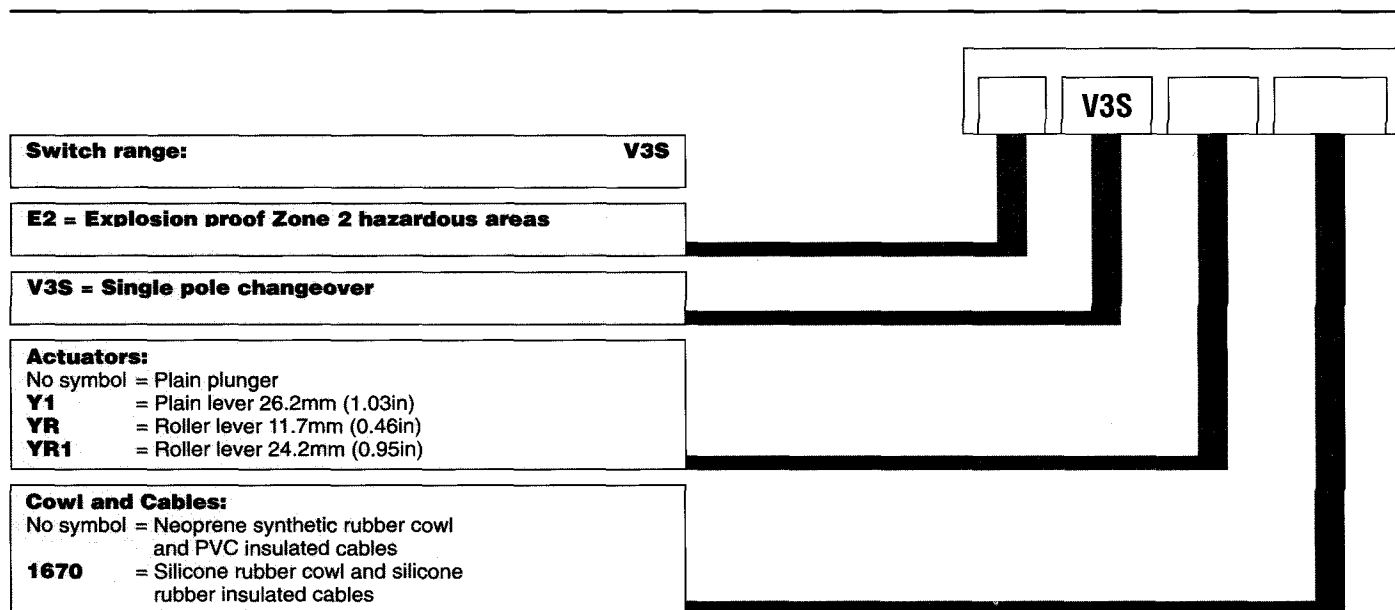 V3S
Switch range: V3S
E2 = Explosion proof Zone 2 hazardous areas
V3S = Single pole changeover
Actuators:
No symbol = Plain plunger
Y1 = Plain lever 26.2mm (1.03in)
YR = Roller lever 11.7mm (0.46in)
YR1 = Roller lever 24.2mm (0.95in)
Cowl and Cables:
No symbol = Neoprene synthetic rubber cowl
and PVC insulated cables
1670 = Silicone rubber cowl and silicone
rubber insulated cables